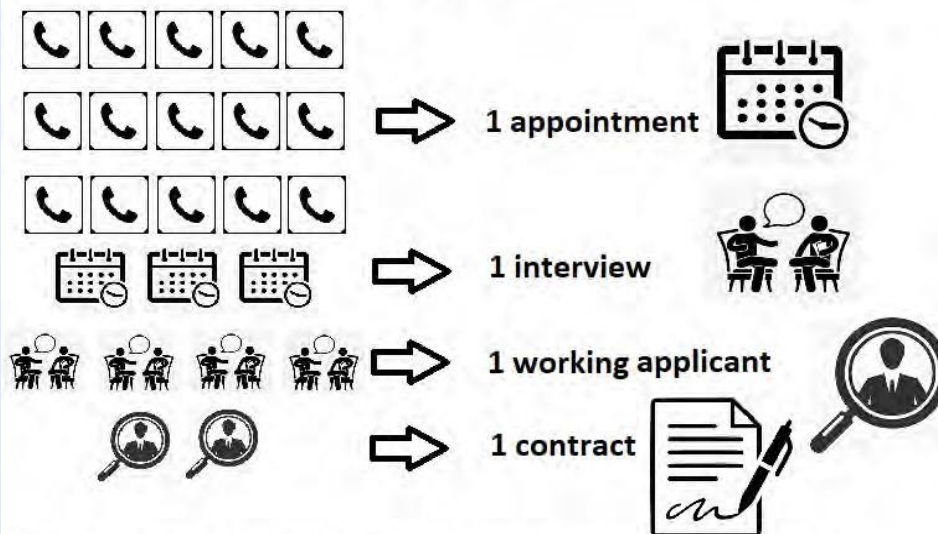 1 appointment
1 interview
1 working applicant
1 contract